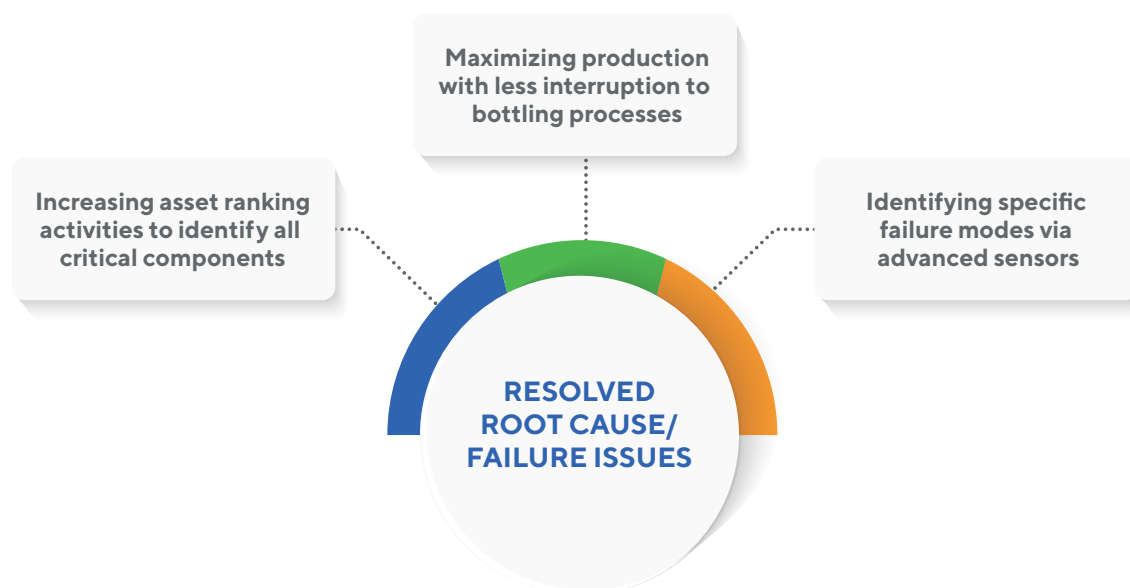 Maximizing production
with less interruption to
bottling processes
Increasing asset ranking
activities to identify all
critical components
Identifying specific
failure modes via
advanced sensors
RESOLVED
ROOT CAUSE/
FAILURE ISSUES